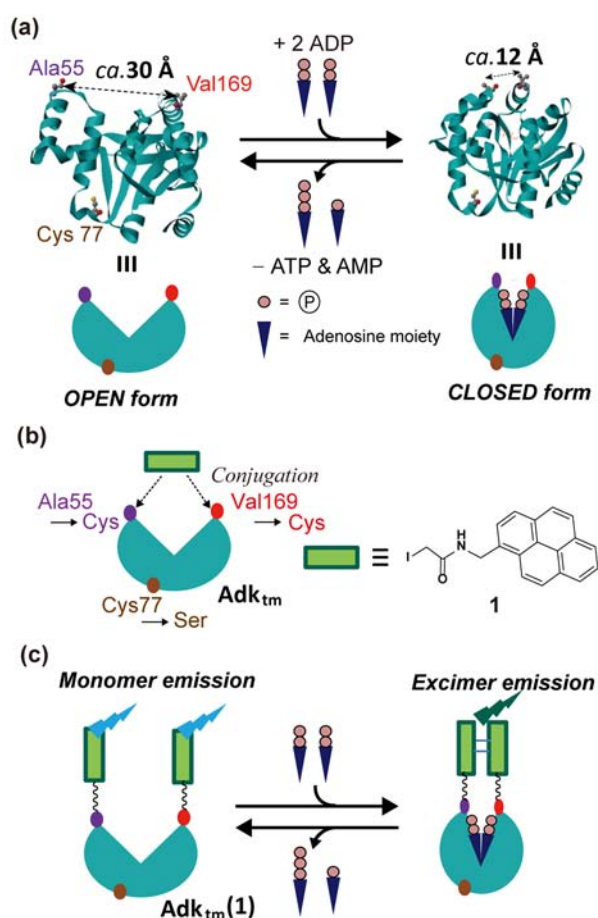 (a)
ca.30 Å
Ala55
Val169
Cys 77
III
OPEN form
+ 2 ADP
– ATP & AMP
= P
= Adenosine moiety
ca.12 Å
III
CLOSED form
(b)
Conjugation
Ala55
→ Cys
Val169
→ Cys
Adktm
Cys77
→ Ser
≡
I
O
H
N
1
(c)
Monomer emission
Excimer emission
Adktm(1)